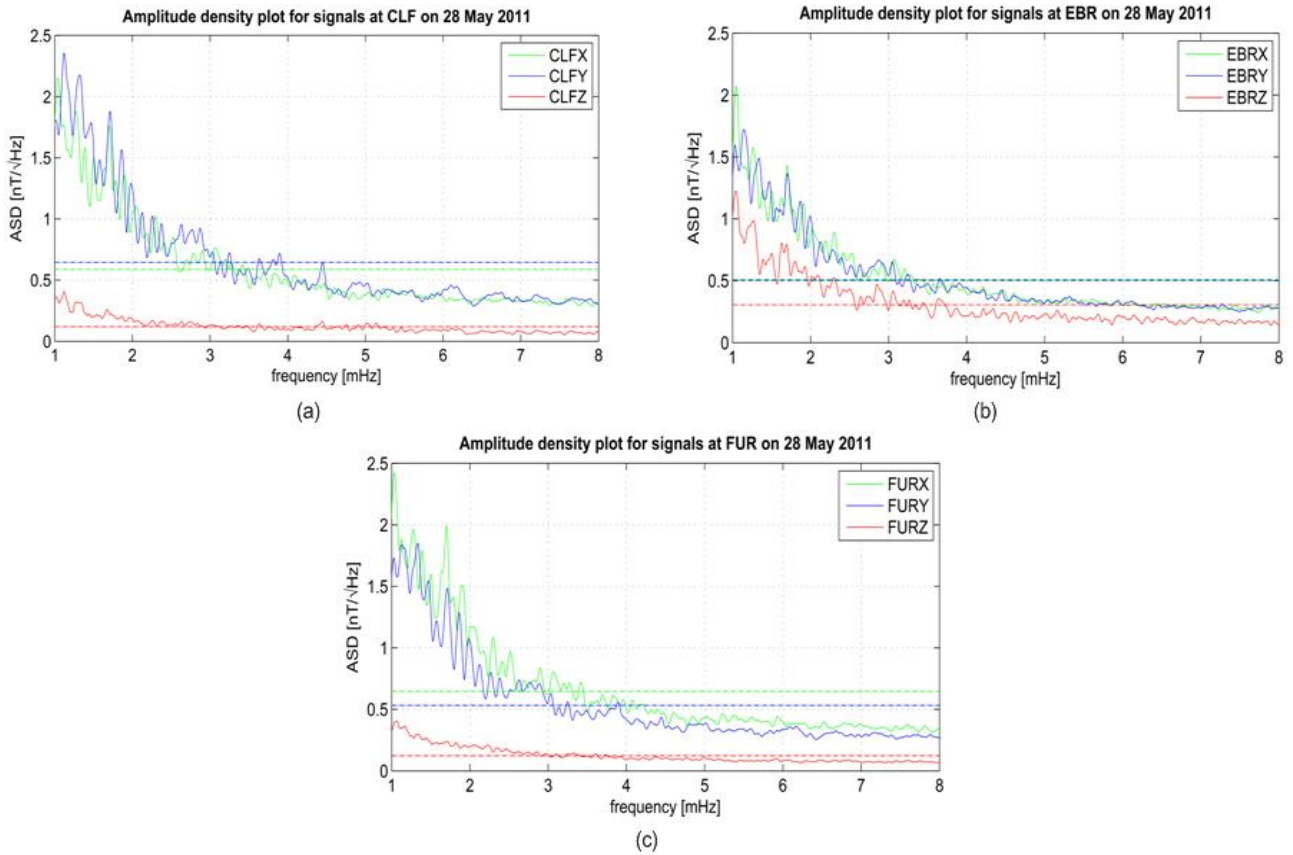 Amplitude density plot for signals at CLF on 28 May 2011
2.5
2
1.5
1
0.5
0
ASD [nT/√Hz]
CLFX
CLFY
CLFZ
1 2 3 4 5 6 7 8
frequency [mHz]
(a)
Amplitude density plot for signals at EBR on 28 May 2011
2.5
2
1.5
1
0.5
0
ASD [nT/√Hz]
EBRX
EBRY
EBRZ
1 2 3 4 5 6 7 8
frequency [mHz]
(b)
Amplitude density plot for signals at FUR on 28 May 2011
2.5
2
1.5
1
0.5
0
ASD [nT/√Hz]
FURX
FURY
FURZ
1 2 3 4 5 6 7 8
frequency [mHz]
(c)